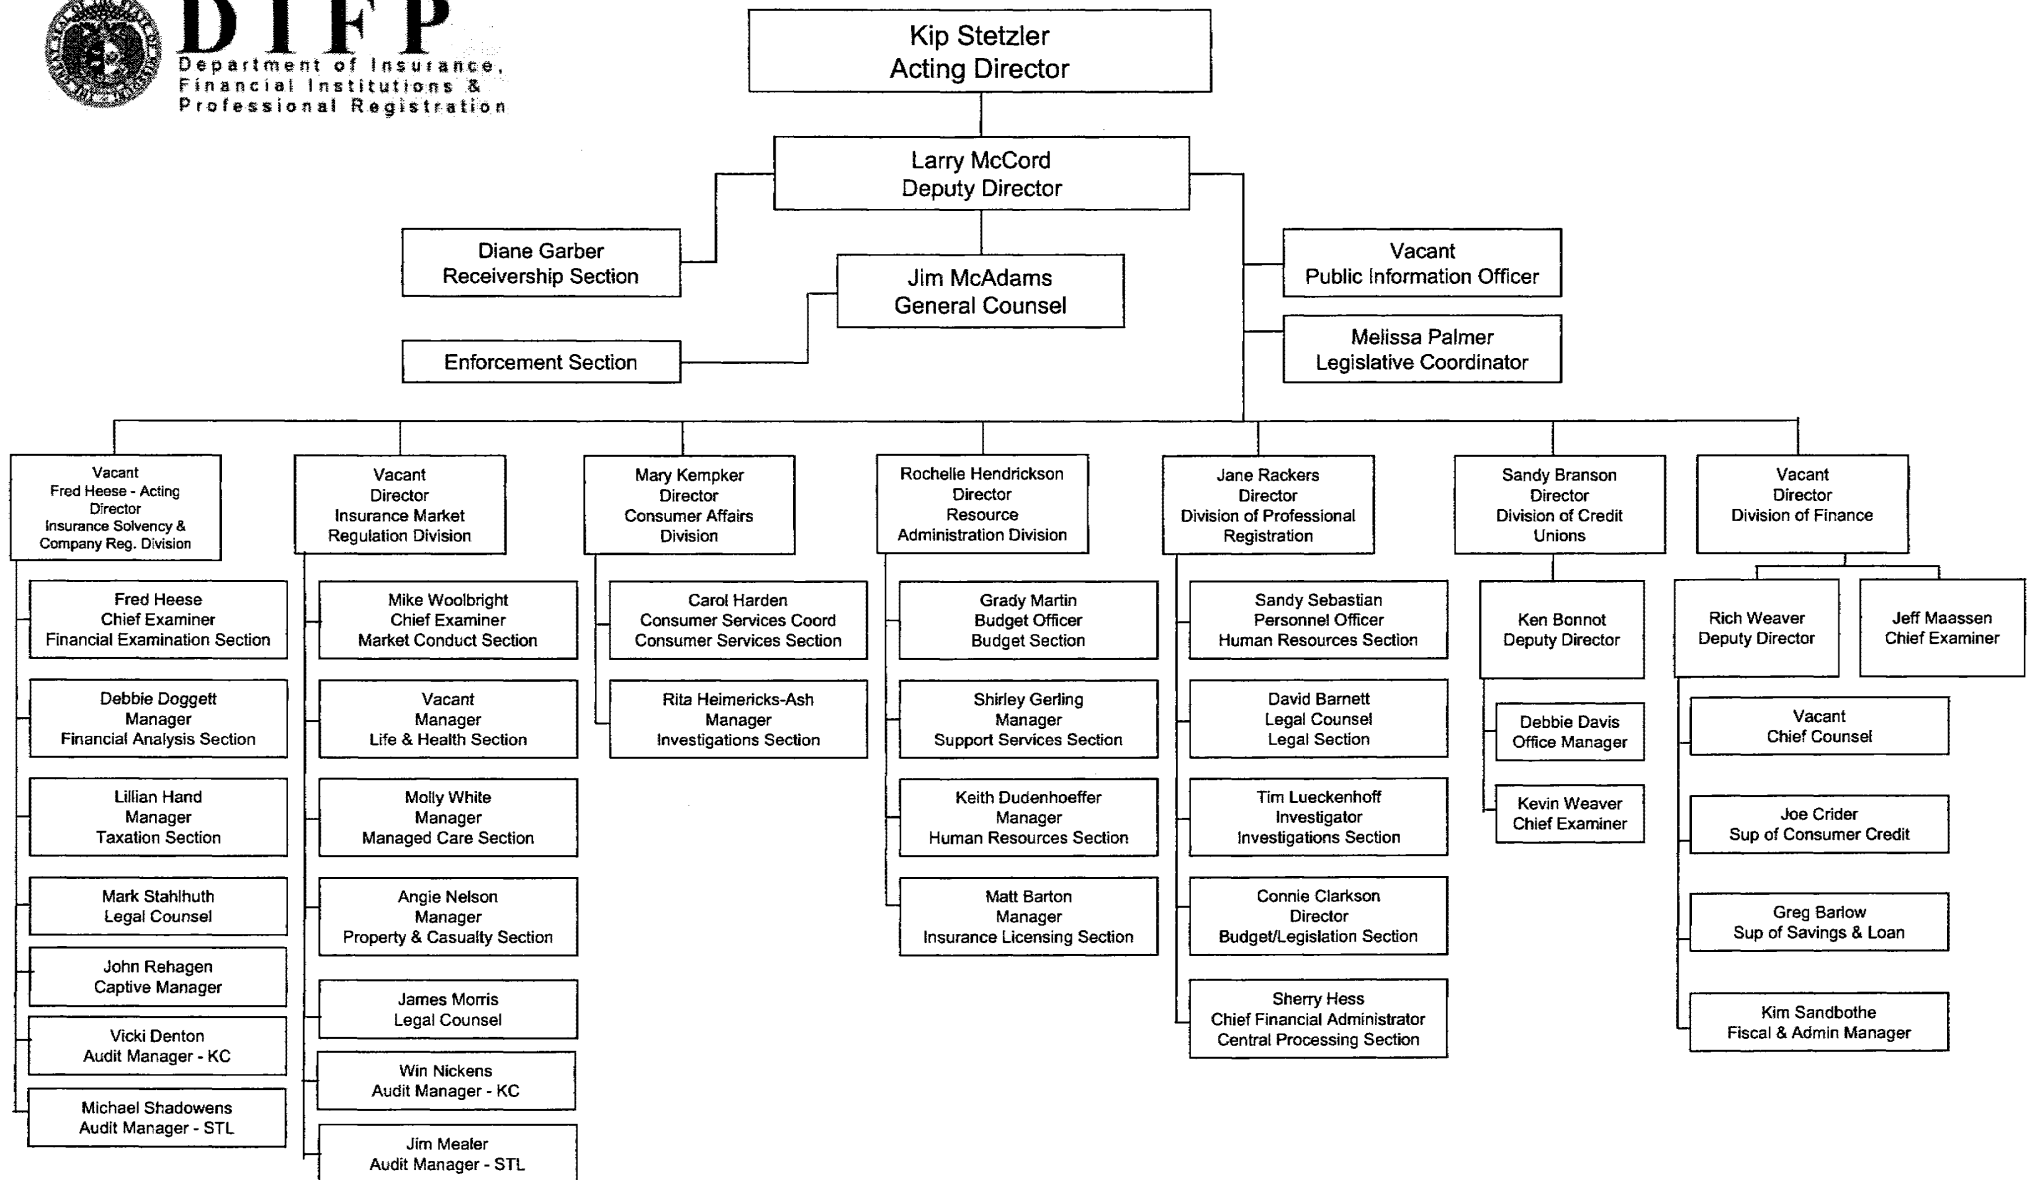 DIFP
Department of Insurance,
Financial Institutions &
Professional Registration
Kip Stetzler
Acting Director
Larry McCord
Deputy Director
Diane Garber
Receivership Section
Jim McAdams
General Counsel
Vacant
Public Information Officer
Enforcement Section
Melissa Palmer
Legislative Coordinator
Vacant
Fred Heese - Acting
Director
Insurance Solvency &
Company Reg. Division
Fred Heese
Chief Examiner
Financial Examination Section
Debbie Doggett
Manager
Financial Analysis Section
Lillian Hand
Manager
Taxation Section
Mark Stahlhuth
Legal Counsel
John Rehagen
Captive Manager
Vicki Denton
Audit Manager - KC
Michael Shadowens
Audit Manager - STL
Vacant
Director
Insurance Market
Regulation Division
Mike Woolbright
Chief Examiner
Market Conduct Section
Vacant
Manager
Life & Health Section
Molly White
Manager
Managed Care Section
Angie Nelson
Manager
Property & Casualty Section
James Morris
Legal Counsel
Win Nickens
Audit Manager - KC
Jim Mealer
Audit Manager - STL
Mary Kempker
Director
Consumer Affairs
Division
Carol Harden
Consumer Services Coord
Consumer Services Section
Rita Heimericks-Ash
Manager
Investigations Section
Rochelle Hendrickson
Director
Resource
Administration Division
Grady Martin
Budget Officer
Budget Section
Shirley Gerling
Manager
Support Services Section
Keith Dudenhoeffer
Manager
Human Resources Section
Matt Barton
Manager
Insurance Licensing Section
Jane Rackers
Director
Division of Professional
Registration
Sandy Sebastian
Personnel Officer
Human Resources Section
David Barnett
Legal Counsel
Legal Section
Tim Lueckenhoff
Investigator
Investigations Section
Connie Clarkson
Director
Budget/Legislation Section
Sherry Hess
Chief Financial Administrator
Central Processing Section
Sandy Branson
Director
Division of Credit
Unions
Ken Bonnot
Deputy Director
Debbie Davis
Office Manager
Kevin Weaver
Chief Examiner
Vacant
Director
Division of Finance
Rich Weaver
Deputy Director
Jeff Maassen
Chief Examiner
Vacant
Chief Counsel
Joe Crider
Sup of Consumer Credit
Greg Barlow
Sup of Savings & Loan
Kim Sandbothe
Fiscal & Admin Manager